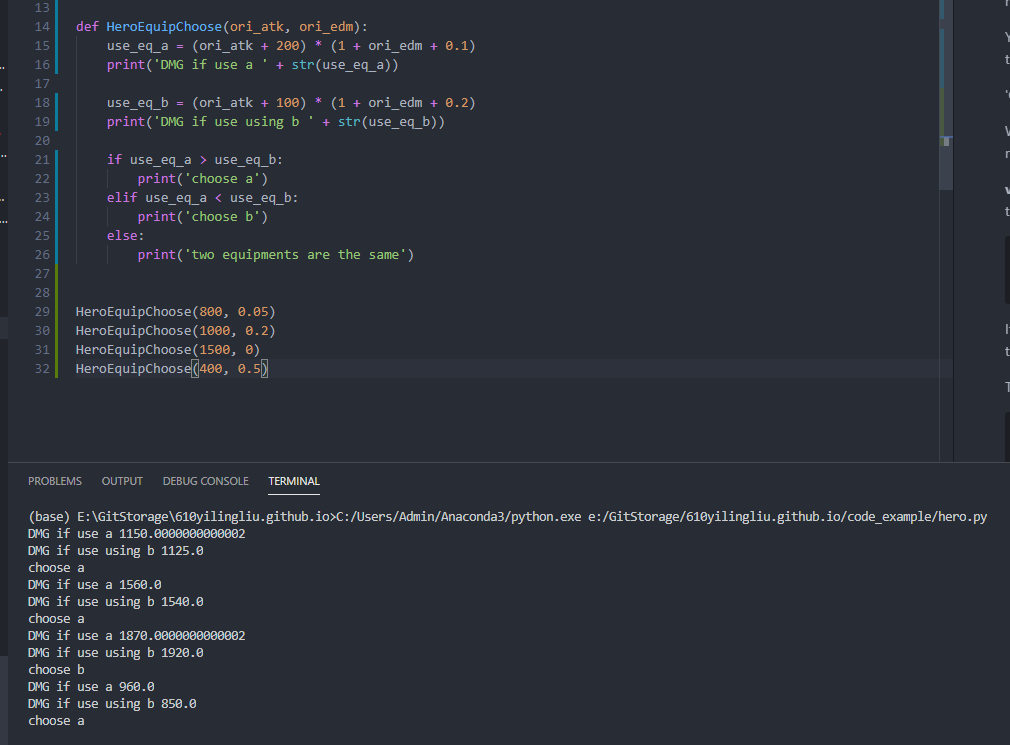 13
14 def HeroEquipChoose(ori_atk, ori_edm):
15 use_eq_a = (ori_atk + 200) * (1 + ori_edm + 0.1)
16 print('DMG if use a ' + str(use_eq_a))
17
18 use_eq_b = (ori_atk + 100) * (1 + ori_edm + 0.2)
19 print('DMG if use using b ' + str(use_eq_b))
20
21 if use_eq_a > use_eq_b:
22 print('choose a')
23 elif use_eq_a < use_eq_b:
24 print('choose b')
25 else:
26 print('two equipments are the same')
27
28
29 HeroEquipChoose(800, 0.05)
30 HeroEquipChoose(1000, 0.2)
31 HeroEquipChoose(1500, 0)
32 HeroEquipChoose(400, 0.5)
PROBLEMS OUTPUT DEBUG CONSOLE TERMINAL
(base) E:\GitStorage\610yilingliu.github.io>C:/Users/Admin/Anaconda3/python.exe e:/GitStorage/610yilingliu.github.io/code_example/hero.py
DMG if use a 1150.0000000000002
DMG if use using b 1125.0
choose a
DMG if use a 1560.0
DMG if use using b 1540.0
choose a
DMG if use a 1870.0000000000002
DMG if use using b 1920.0
choose b
DMG if use a 960.0
DMG if use using b 850.0
choose a